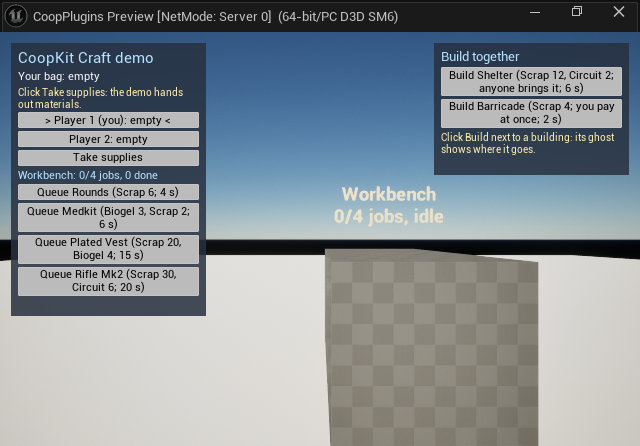 CoopPlugins Preview [NetMode: Server 0] (64-bit/PC D3D SM6)
CoopKit Craft demo
Your bag: empty
Click Take supplies: the demo hands
out materials.
> Player 1 (you): empty <
Player 2: empty
Take supplies
Workbench: 0/4 jobs, 0 done
Queue Rounds (Scrap 6; 4 s)
Queue Medkit (Biogel 3, Scrap 2;
6 s)
Queue Plated Vest (Scrap 20,
Biogel 4; 15 s)
Queue Rifle Mk2 (Scrap 30,
Circuit 6; 20 s)
Build together
Build Shelter (Scrap 12, Circuit 2;
anyone brings it; 6 s)
Build Barricade (Scrap 4; you pay
at once; 2 s)
Click Build next to a building: its ghost
shows where it goes.
Workbench
0/4 jobs, idle